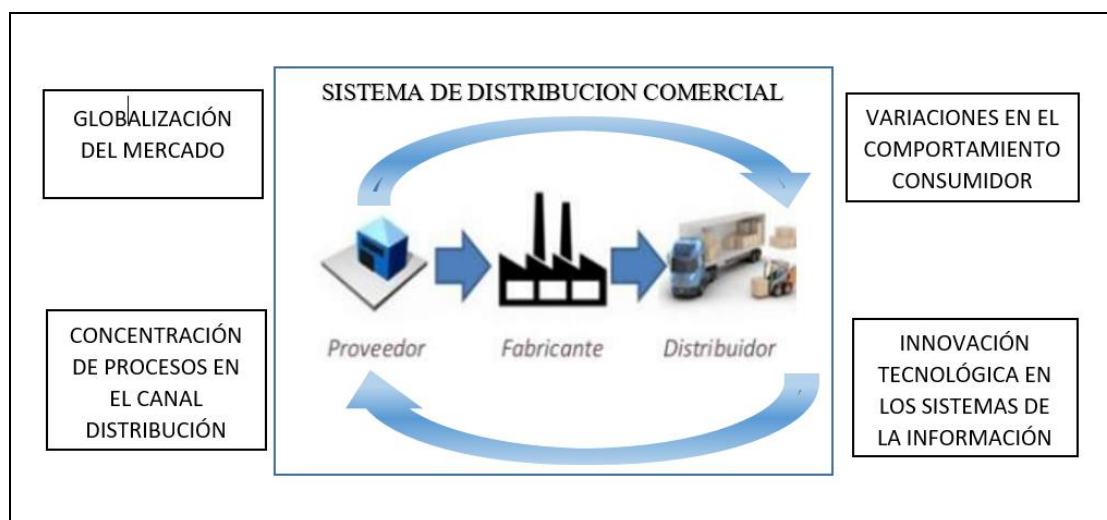 SISTEMA DE DISTRIBUCION COMERCIAL
GLOBALIZACIÓN
DEL MERCADO
VARIACIONES EN EL
COMPORTAMIENTO
CONSUMIDOR
Proveedor
Fabricante
Distribuidor
CONCENTRACIÓN
DE PROCESOS EN
EL CANAL
DISTRIBUCIÓN
INNOVACIÓN
TECNOLÓGICA EN
LOS SISTEMAS DE
LA INFORMACIÓN